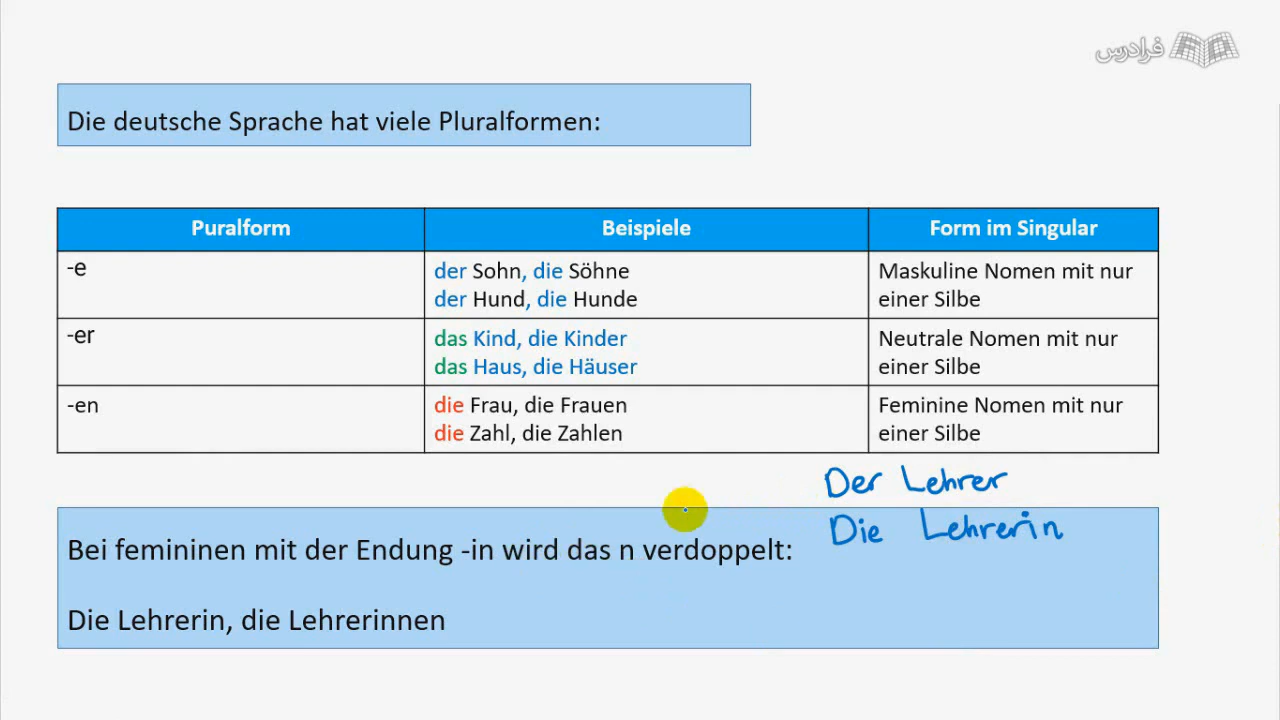 فرادرس
Die deutsche Sprache hat viele Pluralformen:
Puralform Beispiele Form im Singular
-e der Sohn, die Söhne Maskuline Nomen mit nur
der Hund, die Hunde einer Silbe
-er das Kind, die Kinder Neutrale Nomen mit nur
das Haus, die Häuser einer Silbe
-en die Frau, die Frauen Feminine Nomen mit nur
die Zahl, die Zahlen einer Silbe
Der Lehrer
Die Lehrerin
Bei femininen mit der Endung -in wird das n verdoppelt:
Die Lehrerin, die Lehrerinnen